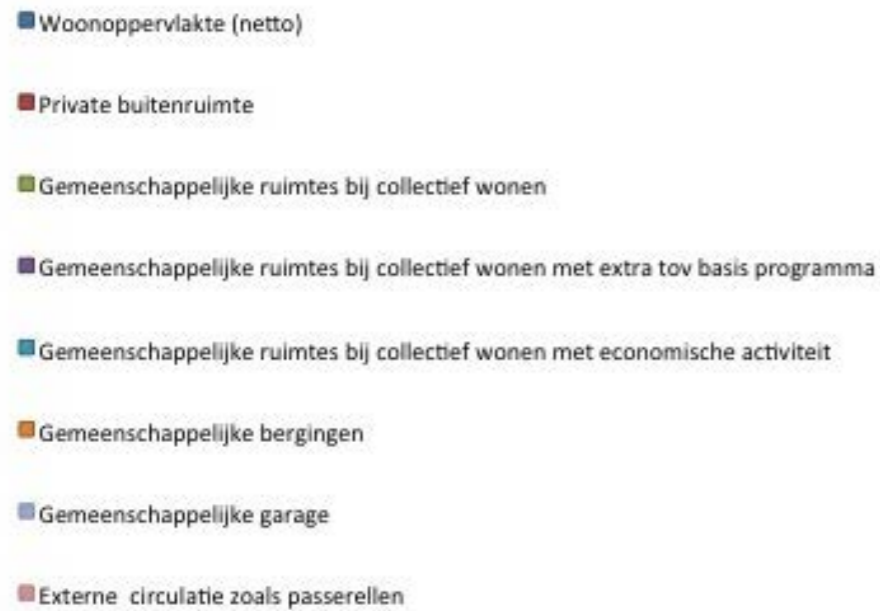 Woonoppervlakte (netto)
Private buitenruimte
Gemeenschappelijke ruimtes bij collectief wonen
Gemeenschappelijke ruimtes bij collectief wonen met extra tov basis programma
Gemeenschappelijke ruimtes bij collectief wonen met economische activiteit
Gemeenschappelijke bergingen
Gemeenschappelijke garage
Externe circulatie zoals passerellen